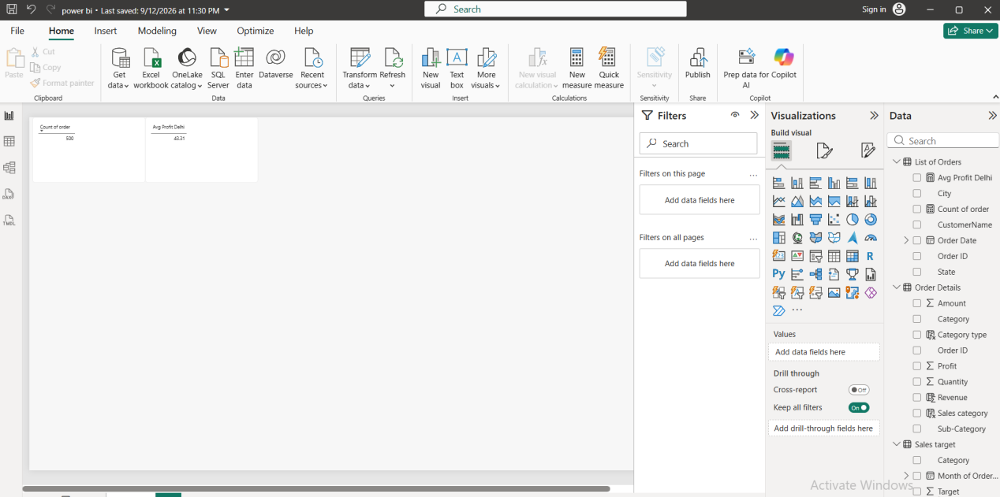 power bi • Last saved: 9/12/2026 at 11:30 PM
Search
Sign in
File Home Insert Modeling View Optimize Help
Share
Paste
Cut
Copy
Format painter
Clipboard
Get data
Excel workbook
OneLake catalog
SQL Server
Enter data
Dataverse
Recent sources
Data
Transform data
Refresh
Queries
New visual
Text box
More visuals
Insert
New visual calculation
New measure
Quick measure
Calculations
Sensitivity
Sensitivity
Publish
Share
Prep data for AI
Copilot
Copilot
DAX
TMDL
Count of order
500
Avg Profit Delhi
43.31
Filters
Search
Filters on this page
Add data fields here
Filters on all pages
Add data fields here
Visualizations
Build visual
123
R
Py
Values
Add data fields here
Drill through
Cross-report
Off
Keep all filters
On
Add drill-through fields here
Data
Search
List of Orders
Avg Profit Delhi
City
Count of order
CustomerName
Order Date
Order ID
State
Order Details
Amount
Category
Category type
Order ID
Profit
Quantity
Revenue
Sales category
Sub-Category
Sales target
Category
Month of Order...
Target
Activate Windows